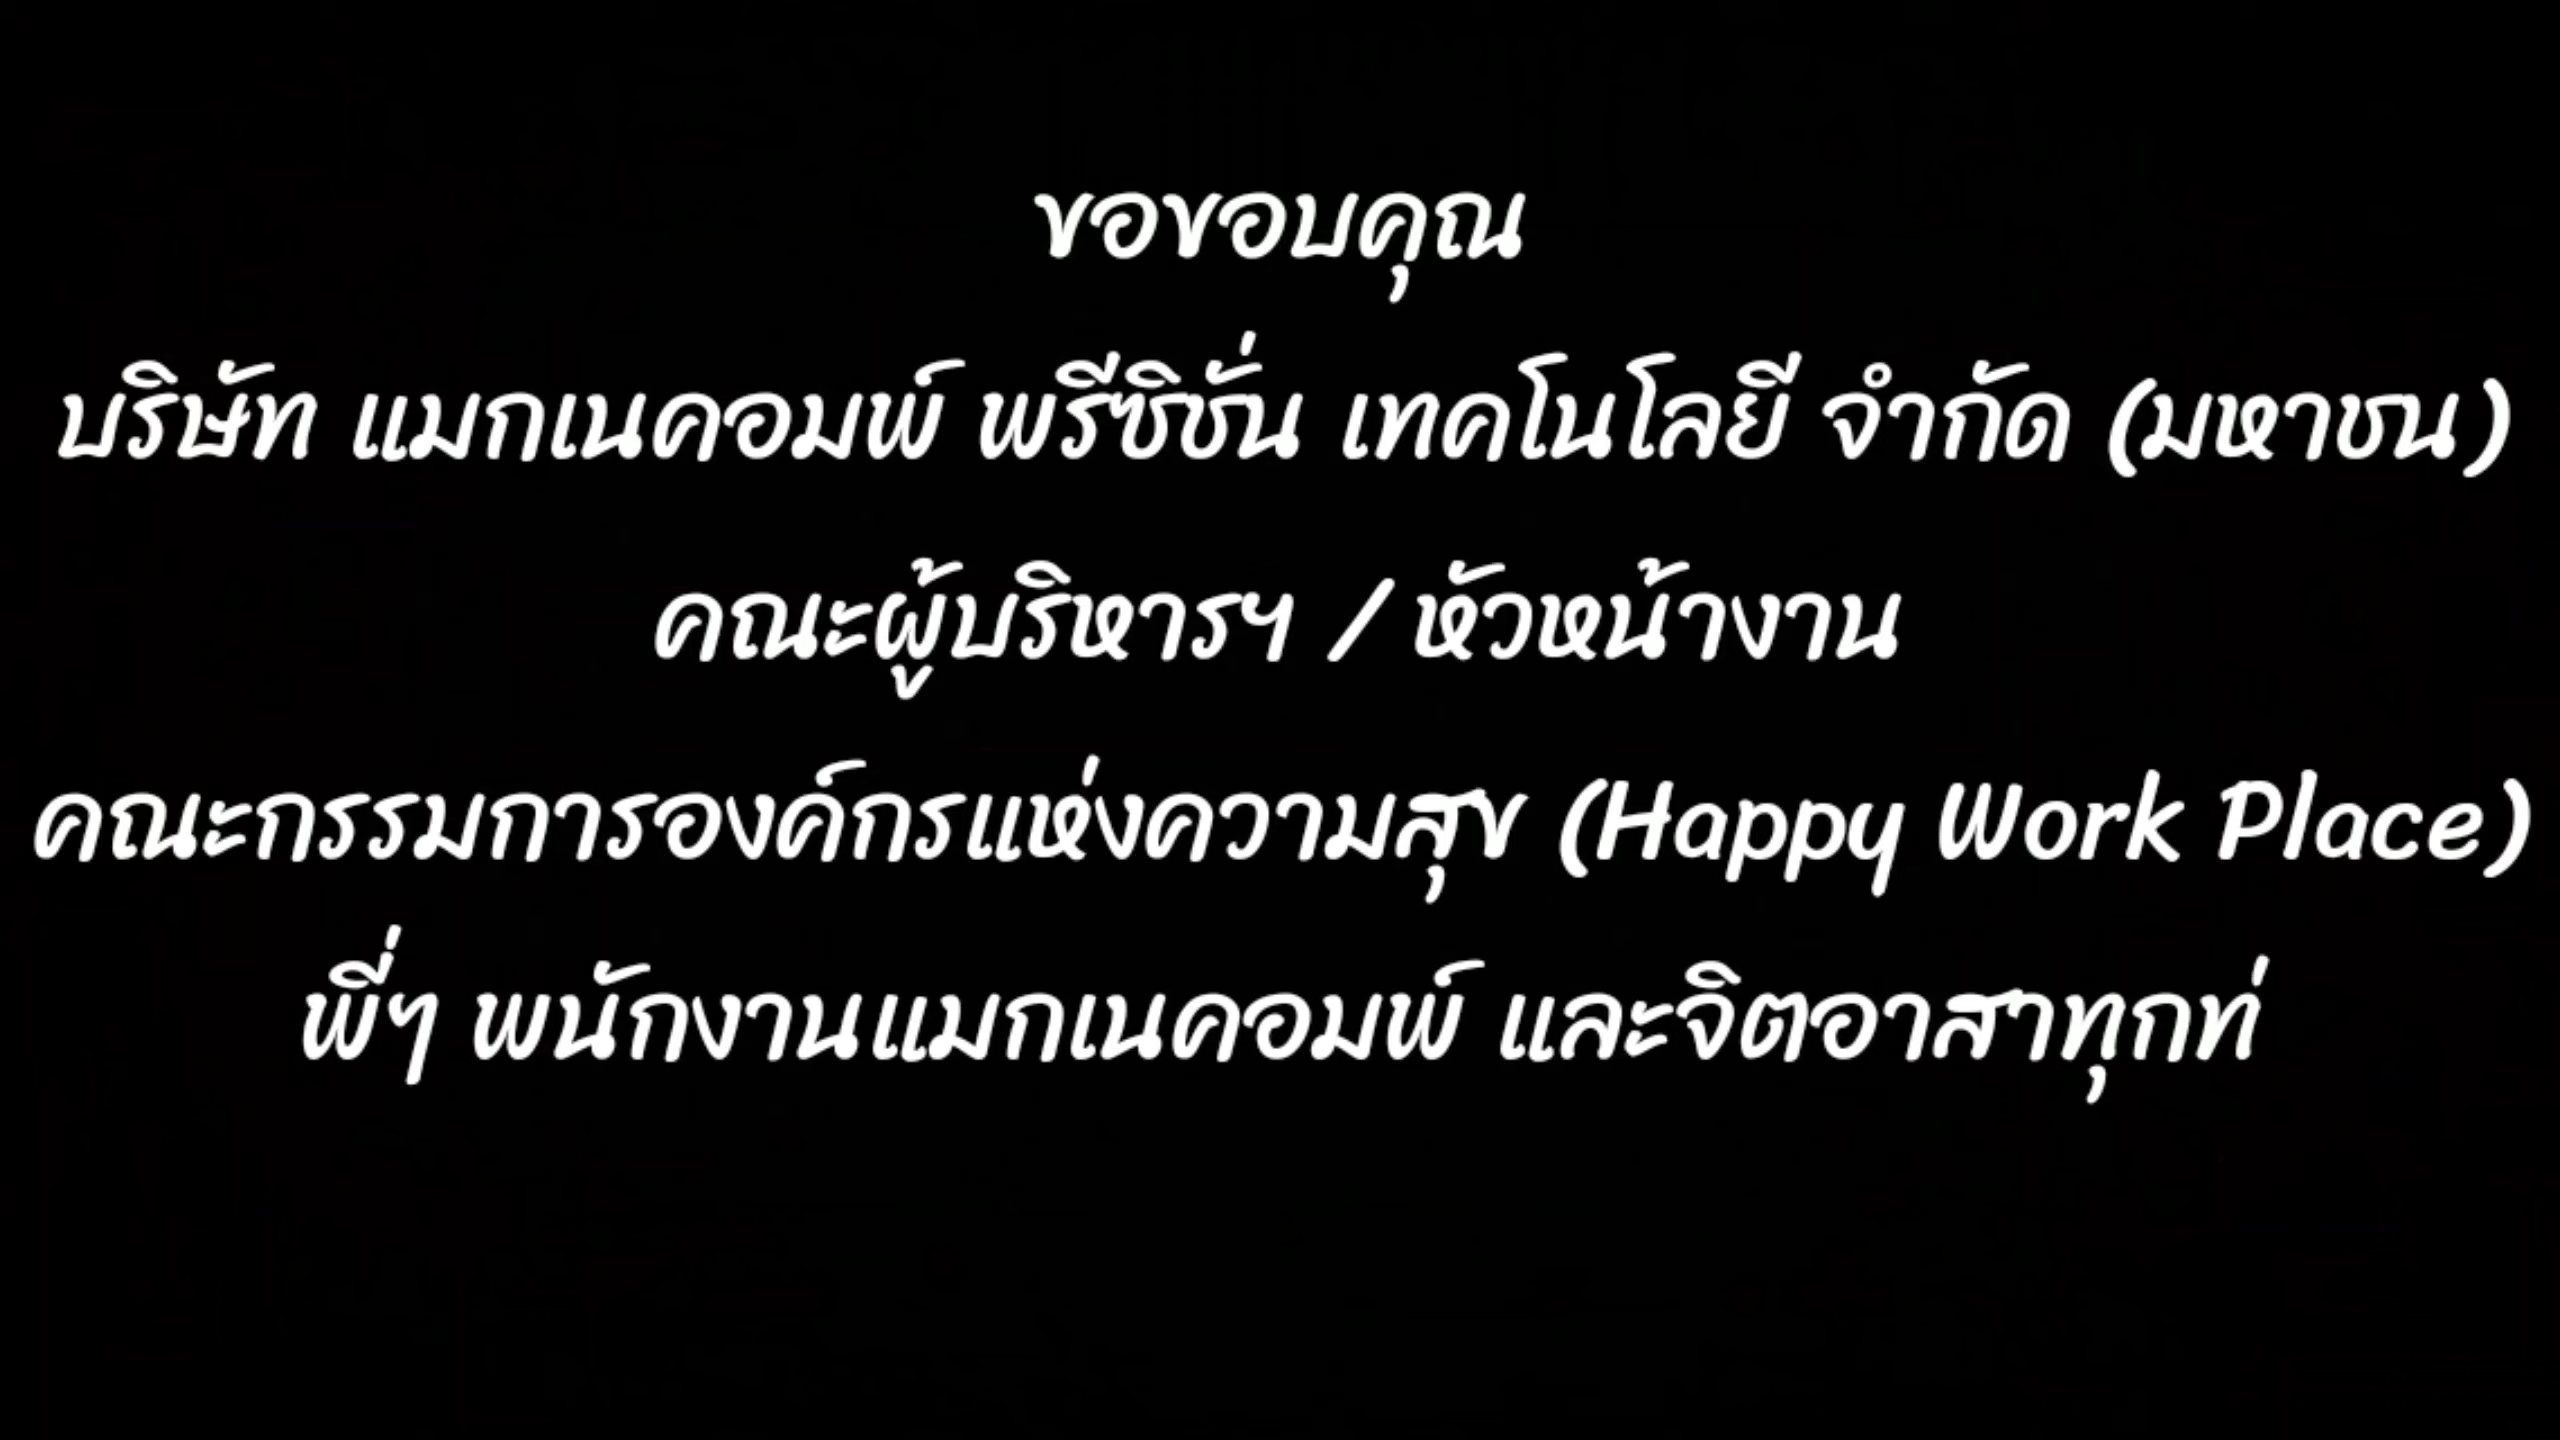 ขอขอบคุณ
บริษัท แมกเนคอมพ์ พรีซิชั่น เทคโนโลยี จำกัด (มหาชน)
คณะผู้บริหารฯ / หัวหน้างาน
คณะกรรมการองค์กรแห่งความสุข (Happy Work Place)
พี่ๆ พนักงานแมกเนคอมพ์ และจิตอาสาทุกท่